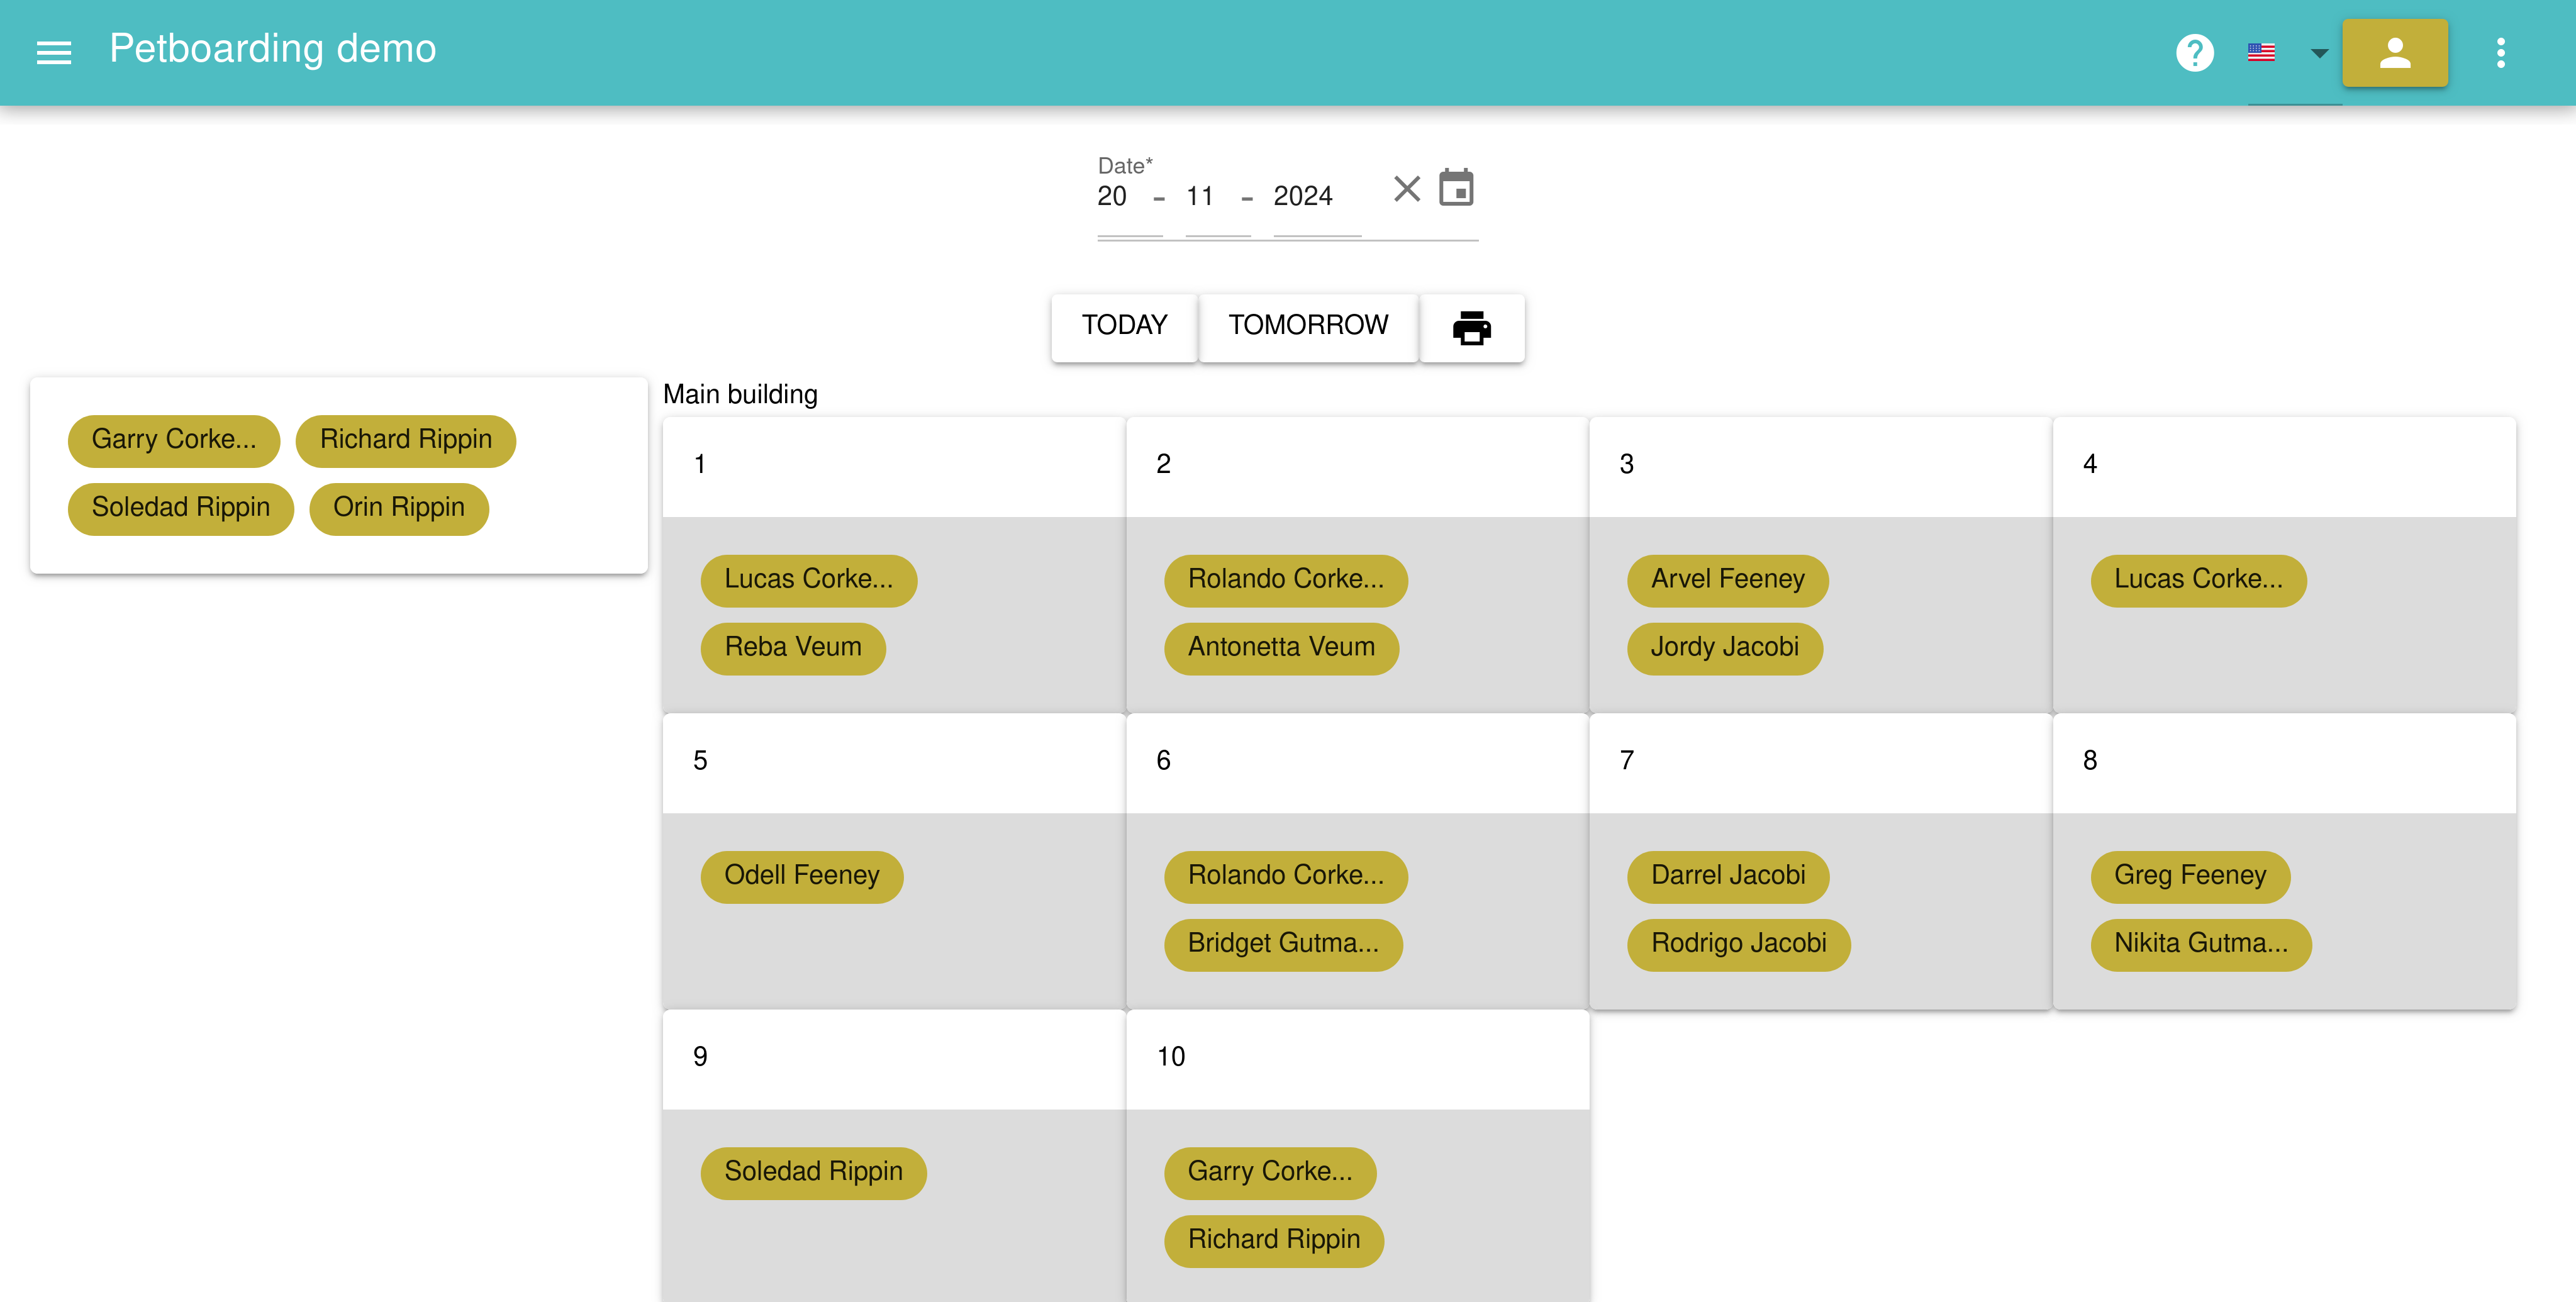 Petboarding demo
Date*
20 - 11 - 2024
TODAY TOMORROW
Garry Corke... Richard Rippin
Soledad Rippin Orin Rippin
Main building
1 2 3 4
Lucas Corke... Rolando Corke... Arvel Feeney Lucas Corke...
Reba Veum Antonetta Veum Jordy Jacobi
5 6 7 8
Odell Feeney Rolando Corke... Darrel Jacobi Greg Feeney
Bridget Gutma... Rodrigo Jacobi Nikita Gutma...
9 10
Soledad Rippin Garry Corke...
Richard Rippin